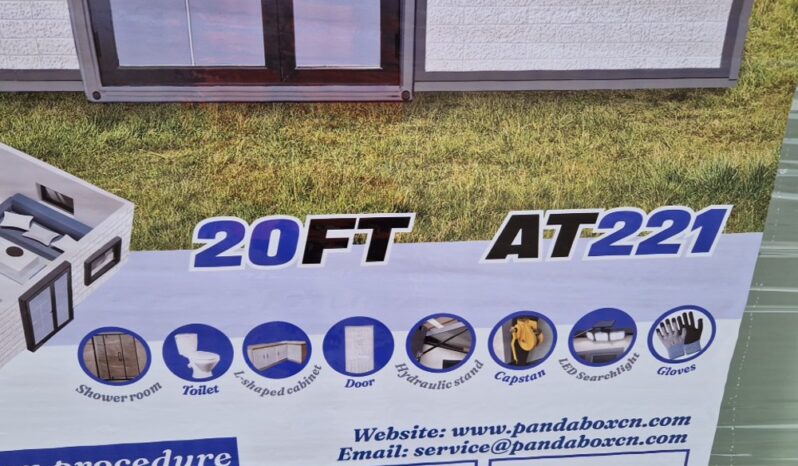 20FT AT221
Shower room Toilet L-shaped cabinet Door Hydraulic stand Capstan LED Searchlight Gloves
Website: www.pandaboxcn.com
Email: service@pandaboxcn.com
procedure